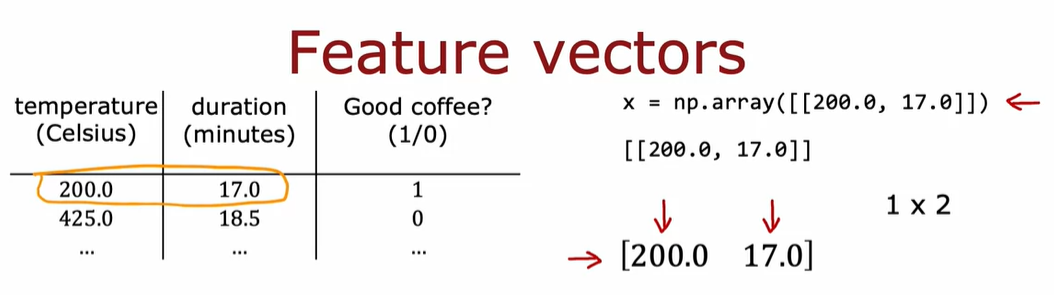 Feature vectors
temperature duration Good coffee?
(Celsius) (minutes) (1/0)
200.0 17.0 1
425.0 18.5 0
... ... ...
x = np.array([[200.0, 17.0]])
[[200.0, 17.0]]
1 x 2
[200.0 17.0]